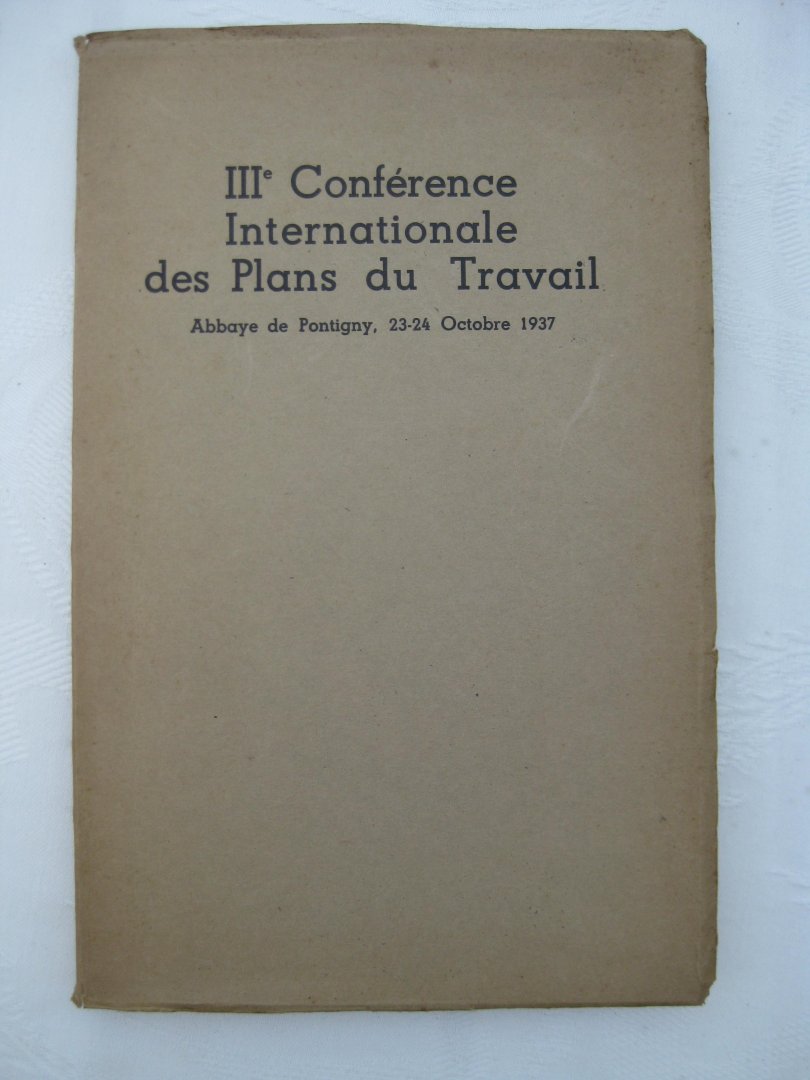 IIIe Conférence
Internationale
des Plans du Travail
Abbaye de Pontigny, 23-24 Octobre 1937